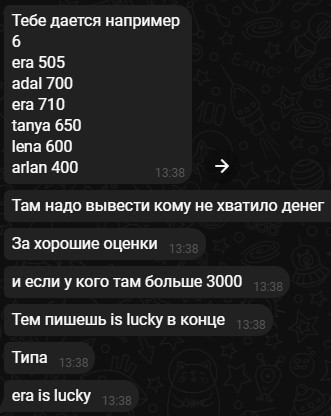 Тебе дается например
6
era 505
adal 700
era 710
tanya 650
lena 600
arlan 400
13:38
Там надо вывести кому не хватило денег
За хорошие оценки 13:38
и если у кого там больше 3000 13:38
Тем пишешь is lucky в конце 13:38
Типа 13:38
era is lucky 13:38